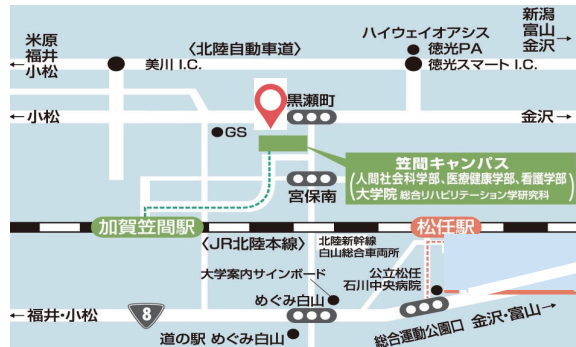 米原
福井
小松
〈北陸自動車道〉
美川 I.C.
ハイウェイオアシス
徳光PA
徳光スマート I.C.
新潟
富山
金沢
小松
黒瀬町
金沢
GS
笠間キャンパス
(人間社会科学部、医療健康学部、看護学部
大学院 総合リハビリテーション学研究科)
宮保南
加賀笠間駅
〈JR北陸本線〉
北陸新幹線
白山総合車両所
松任駅
大学案内サインボード
公立松任
石川中央病院
めぐみ白山
福井・小松
8
道の駅 めぐみ白山
総合運動公園口
金沢・富山